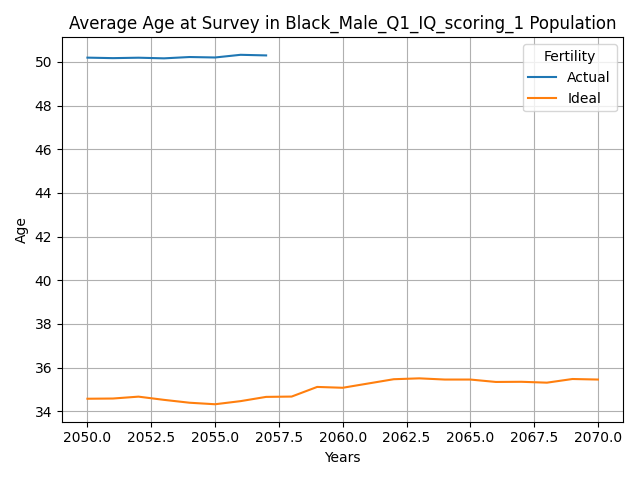 Average Age at Survey in Black_Male_Q1_IQ_scoring_1 Population
Fertility
Actual
Ideal
Age
50
48
46
44
42
40
38
36
34
2050.0 2052.5 2055.0 2057.5 2060.0 2062.5 2065.0 2067.5 2070.0
Years